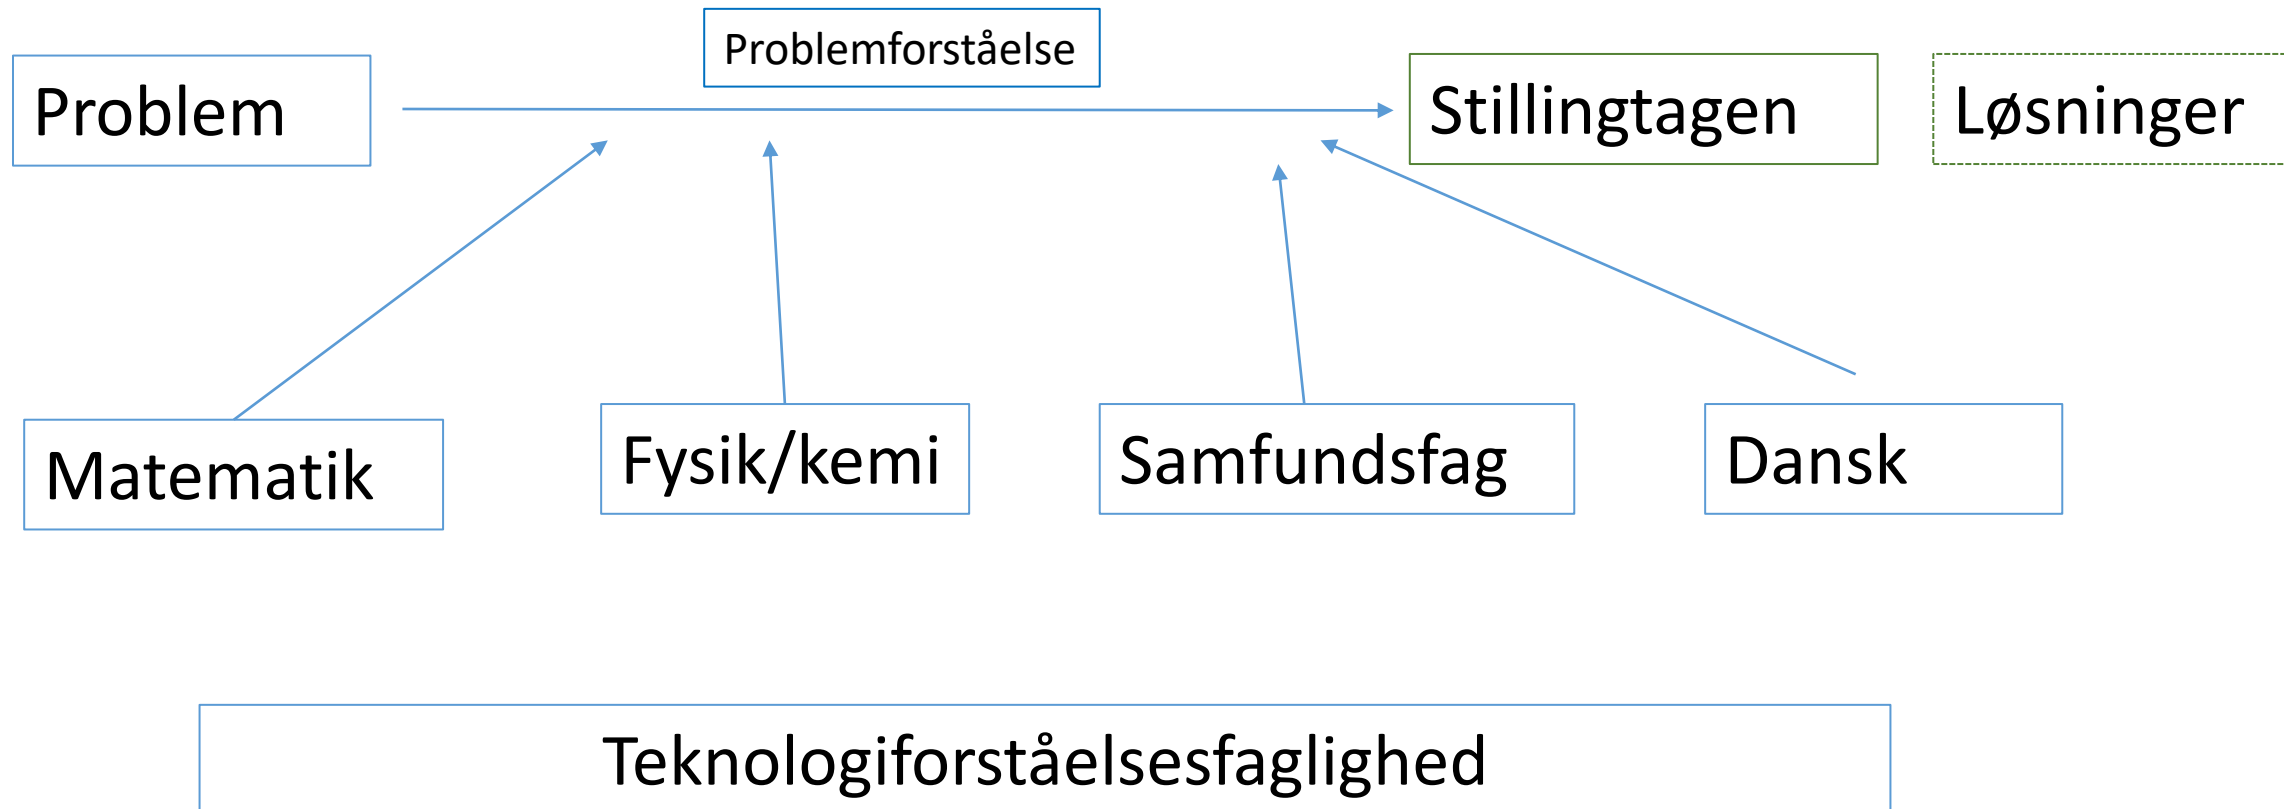 Problemforståelse
Problem
Stillingtagen
Løsninger
Matematik
Fysik/kemi
Samfundsfag
Dansk
Teknologiforståelsesfaglighed